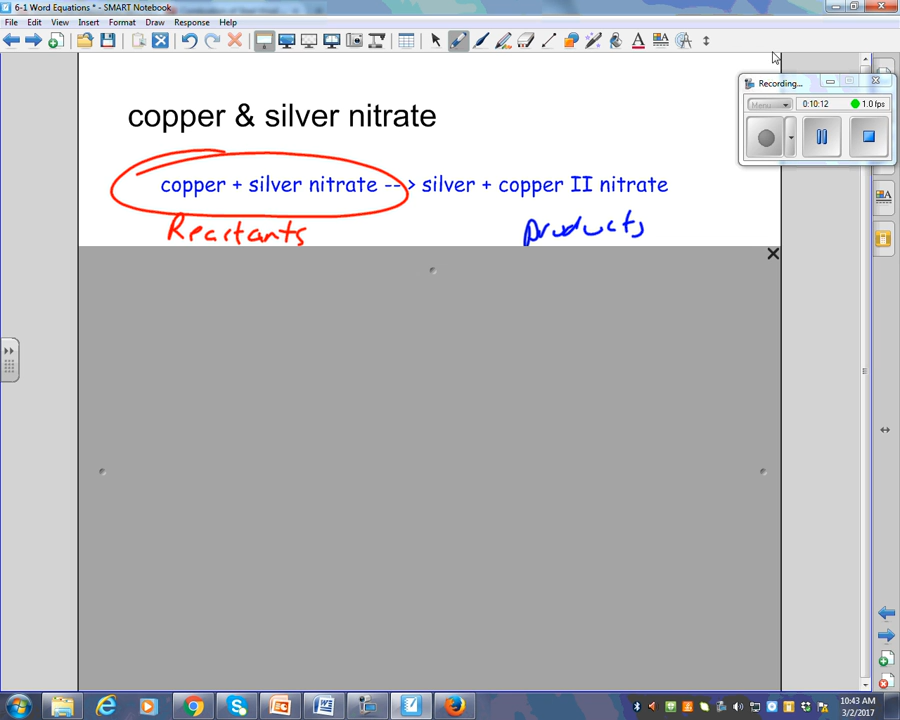 6-1 Word Equations * - SMART Notebook
File Edit View Insert Format Draw Response Help
Recording...
Menu 0:10:12 1.0 fps
copper & silver nitrate
copper + silver nitrate --> silver + copper II nitrate
Reactants products
10:43 AM
3/2/2017